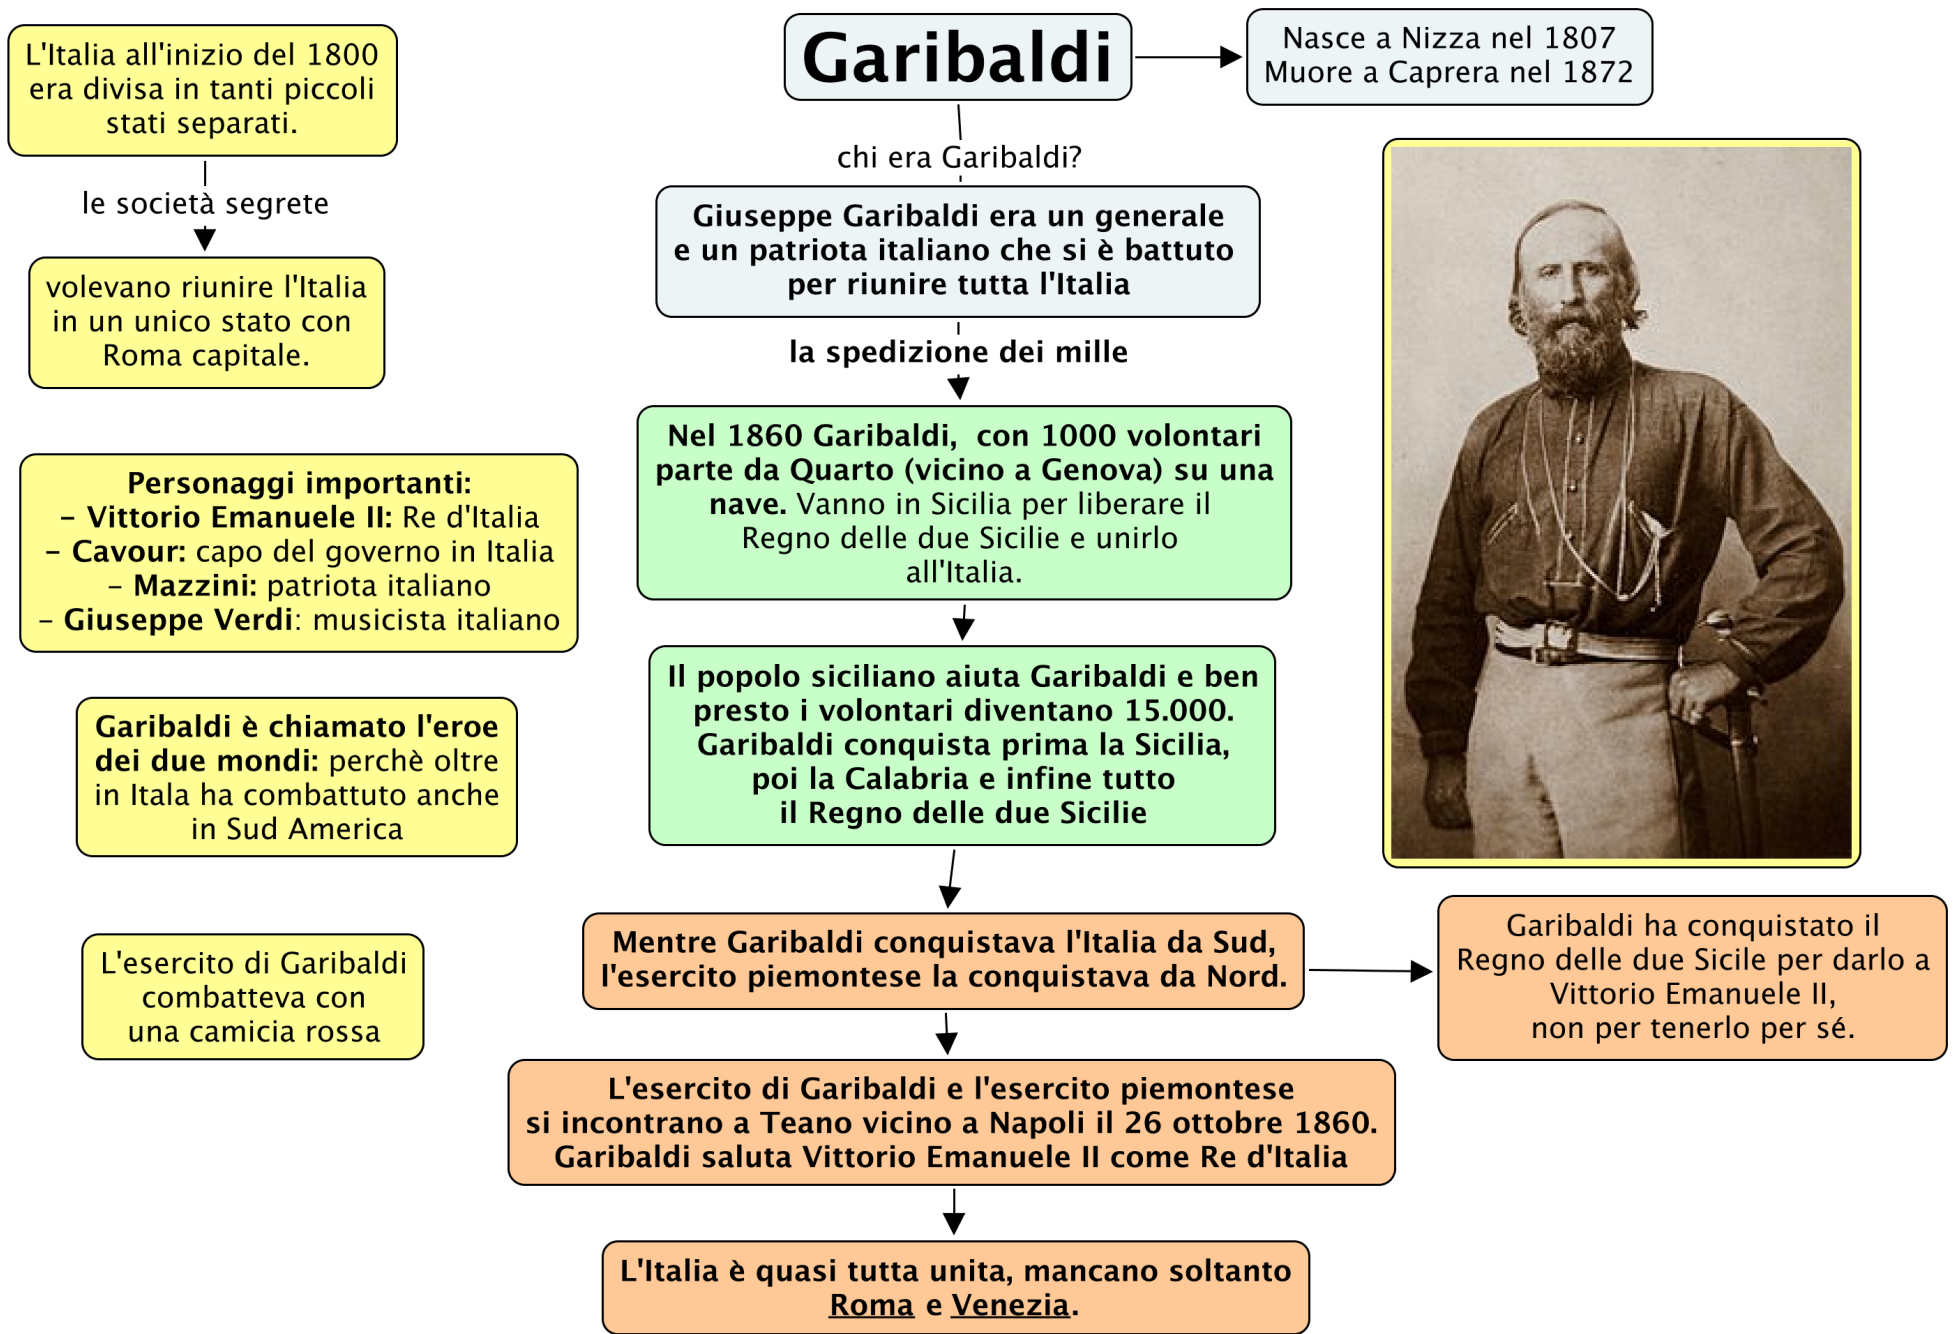 Garibaldi
Nasce a Nizza nel 1807
Muore a Caprera nel 1872
L'Italia all'inizio del 1800
era divisa in tanti piccoli
stati separati.
le società segrete
volevano riunire l'Italia
in un unico stato con
Roma capitale.
Personaggi importanti:
– Vittorio Emanuele II: Re d'Italia
– Cavour: capo del governo in Italia
– Mazzini: patriota italiano
– Giuseppe Verdi: musicista italiano
Garibaldi è chiamato l'eroe
dei due mondi: perchè oltre
in Itala ha combattuto anche
in Sud America
L'esercito di Garibaldi
combatteva con
una camicia rossa
chi era Garibaldi?
Giuseppe Garibaldi era un generale
e un patriota italiano che si è battuto
per riunire tutta l'Italia
la spedizione dei mille
Nel 1860 Garibaldi, con 1000 volontari
parte da Quarto (vicino a Genova) su una
nave. Vanno in Sicilia per liberare il
Regno delle due Sicilie e unirlo
all'Italia.
Il popolo siciliano aiuta Garibaldi e ben
presto i volontari diventano 15.000.
Garibaldi conquista prima la Sicilia,
poi la Calabria e infine tutto
il Regno delle due Sicilie
Mentre Garibaldi conquistava l'Italia da Sud,
l'esercito piemontese la conquistava da Nord.
Garibaldi ha conquistato il
Regno delle due Sicile per darlo a
Vittorio Emanuele II,
non per tenerlo per sé.
L'esercito di Garibaldi e l'esercito piemontese
si incontrano a Teano vicino a Napoli il 26 ottobre 1860.
Garibaldi saluta Vittorio Emanuele II come Re d'Italia
L'Italia è quasi tutta unita, mancano soltanto
Roma e Venezia.